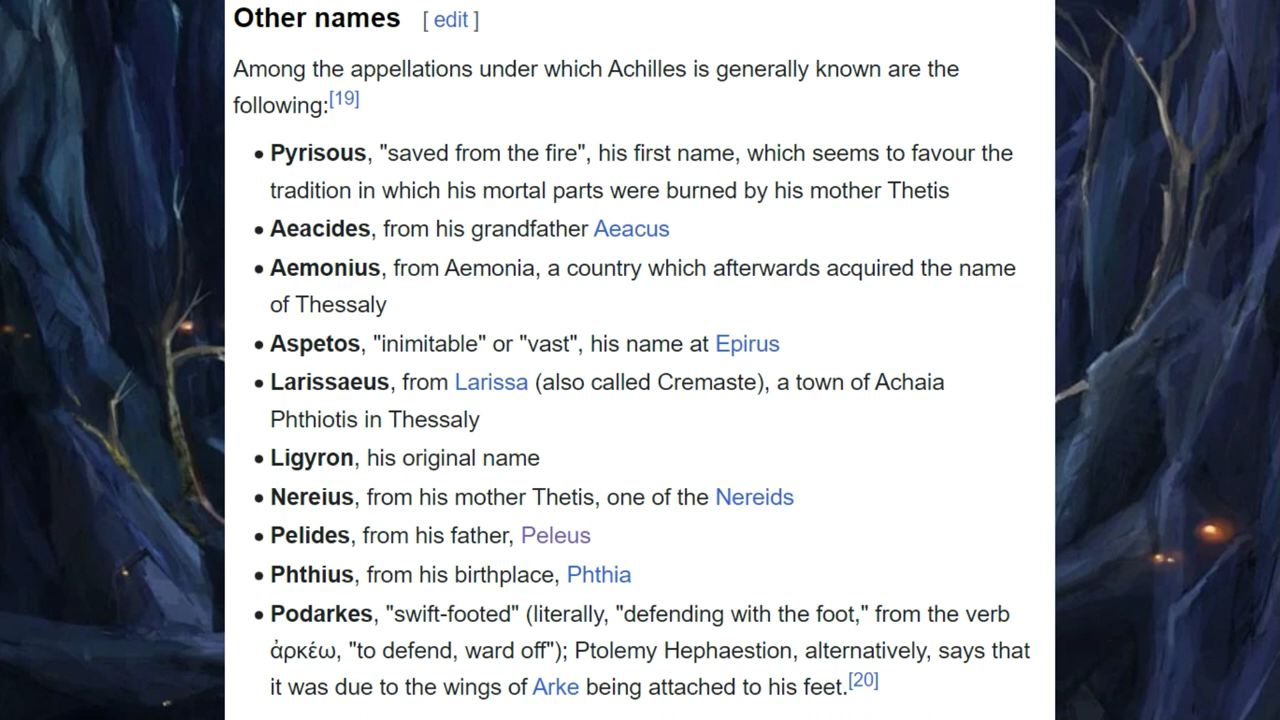 Other names [ edit ]
Among the appellations under which Achilles is generally known are the
following:[19]
• Pyrisous, "saved from the fire", his first name, which seems to favour the
tradition in which his mortal parts were burned by his mother Thetis
• Aeacides, from his grandfather Aeacus
• Aemonius, from Aemonia, a country which afterwards acquired the name
of Thessaly
• Aspetos, "inimitable" or "vast", his name at Epirus
• Larissaeus, from Larissa (also called Cremaste), a town of Achaia
Phthiotis in Thessaly
• Ligyron, his original name
• Nereius, from his mother Thetis, one of the Nereids
• Pelides, from his father, Peleus
• Phthius, from his birthplace, Phthia
• Podarkes, "swift-footed" (literally, "defending with the foot," from the verb
ἀρκέω, "to defend, ward off"); Ptolemy Hephaestion, alternatively, says that
it was due to the wings of Arke being attached to his feet.[20]